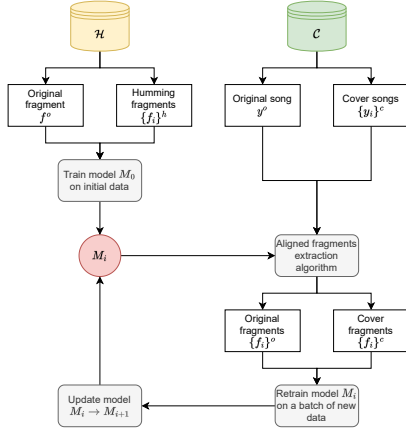 𝓗
𝓒
Original
fragment
f^o
Humming
fragments
{f_i}^h
Original song
y^o
Cover songs
{y_i}^c
Train model M_0
on initial data
M_i
Aligned fragments
extraction
algorithm
Original
fragments
{f_i}^o
Cover
fragments
{f_i}^c
Update model
M_i → M_{i+1}
Retrain model M_i
on a batch of new
data